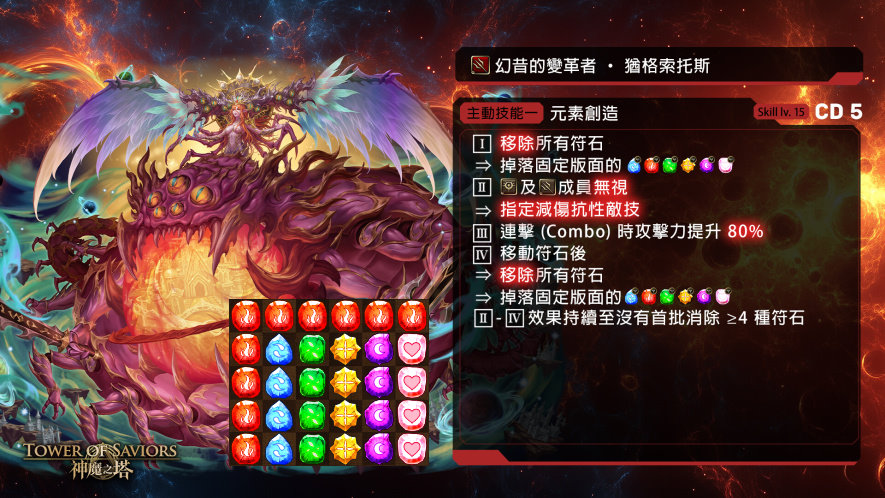 幻昔的變革者 ‧ 猶格索托斯
主動技能一 元素創造 Skill lv. 15 CD 5
I 移除所有符石
⇒ 掉落固定版面的
II 及 成員無視
⇒ 指定減傷抗性敵技
III 連擊 (Combo) 時攻擊力提升 80%
IV 移動符石後
⇒ 移除所有符石
⇒ 掉落固定版面的
II - IV 效果持續至沒有首批消除 ≥4 種符石
TOWER OF SAVIORS
神魔之塔